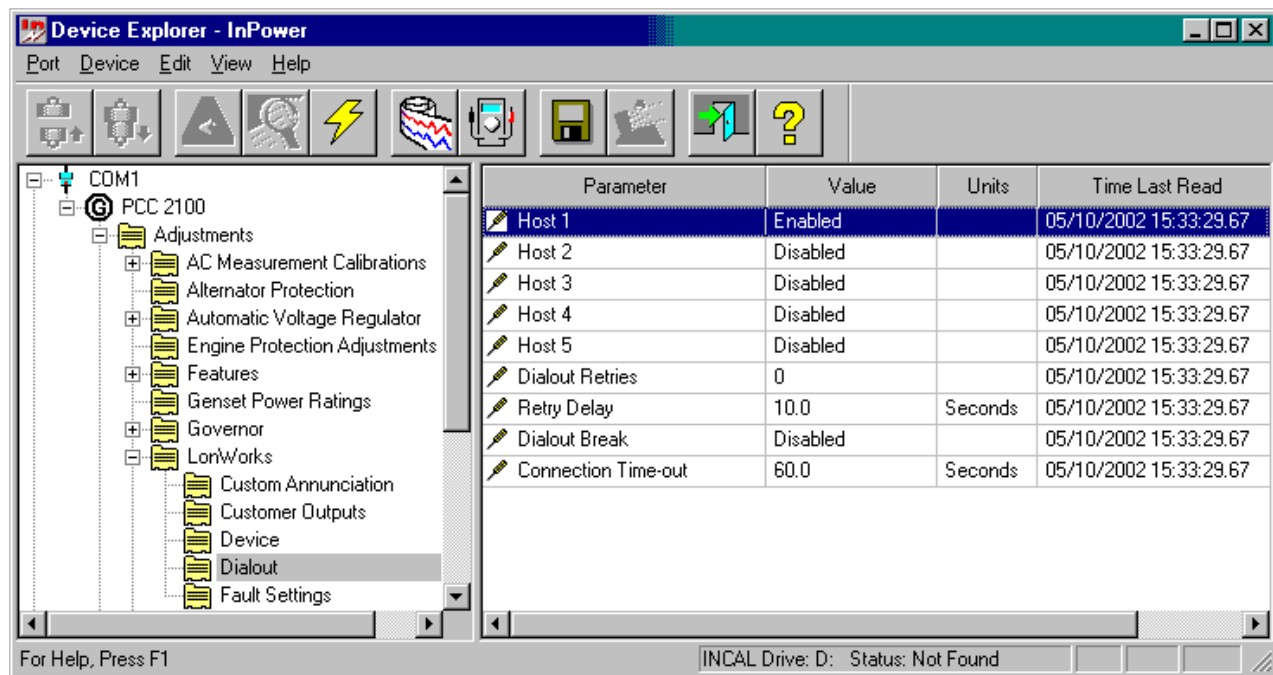 Device Explorer - InPower
Port Device Edit View Help
COM1
PCC 2100
Adjustments
AC Measurement Calibrations
Alternator Protection
Automatic Voltage Regulator
Engine Protection Adjustments
Features
Genset Power Ratings
Governor
LonWorks
Custom Annunciation
Customer Outputs
Device
Dialout
Fault Settings
Parameter Value Units Time Last Read
Host 1 Enabled 05/10/2002 15:33:29.67
Host 2 Disabled 05/10/2002 15:33:29.67
Host 3 Disabled 05/10/2002 15:33:29.67
Host 4 Disabled 05/10/2002 15:33:29.67
Host 5 Disabled 05/10/2002 15:33:29.67
Dialout Retries 0 05/10/2002 15:33:29.67
Retry Delay 10.0 Seconds 05/10/2002 15:33:29.67
Dialout Break Disabled 05/10/2002 15:33:29.67
Connection Time-out 60.0 Seconds 05/10/2002 15:33:29.67
For Help, Press F1
INCAL Drive: D: Status: Not Found